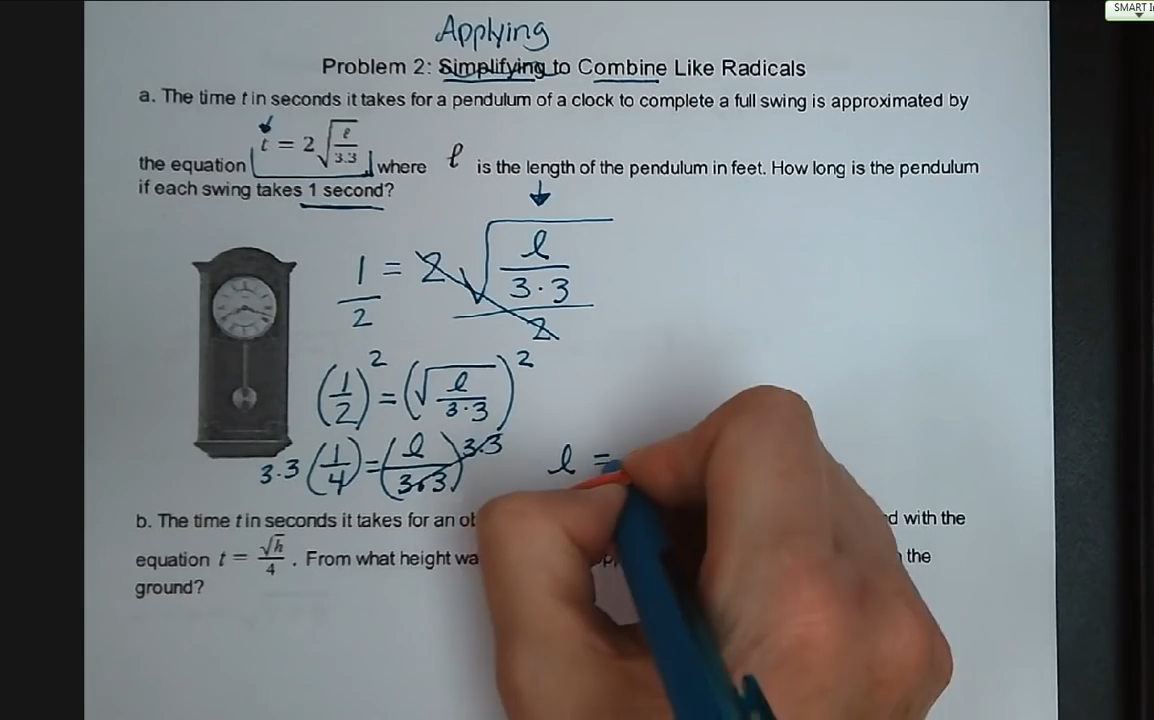 SMART
Applying
Problem 2: Simplifying to Combine Like Radicals
a. The time t in seconds it takes for a pendulum of a clock to complete a full swing is approximated by
the equation t = 2√(ℓ/3.3), where ℓ is the length of the pendulum in feet. How long is the pendulum
if each swing takes 1 second?
1/2 = 2√(ℓ/3.3)/2
(1/2)² = (√(ℓ/3.3))²
3.3(1/4) = (ℓ/3.3)3.3 ℓ =
b. The time t in seconds it takes for an d with the
equation t = √h/4 . From what height the
ground?